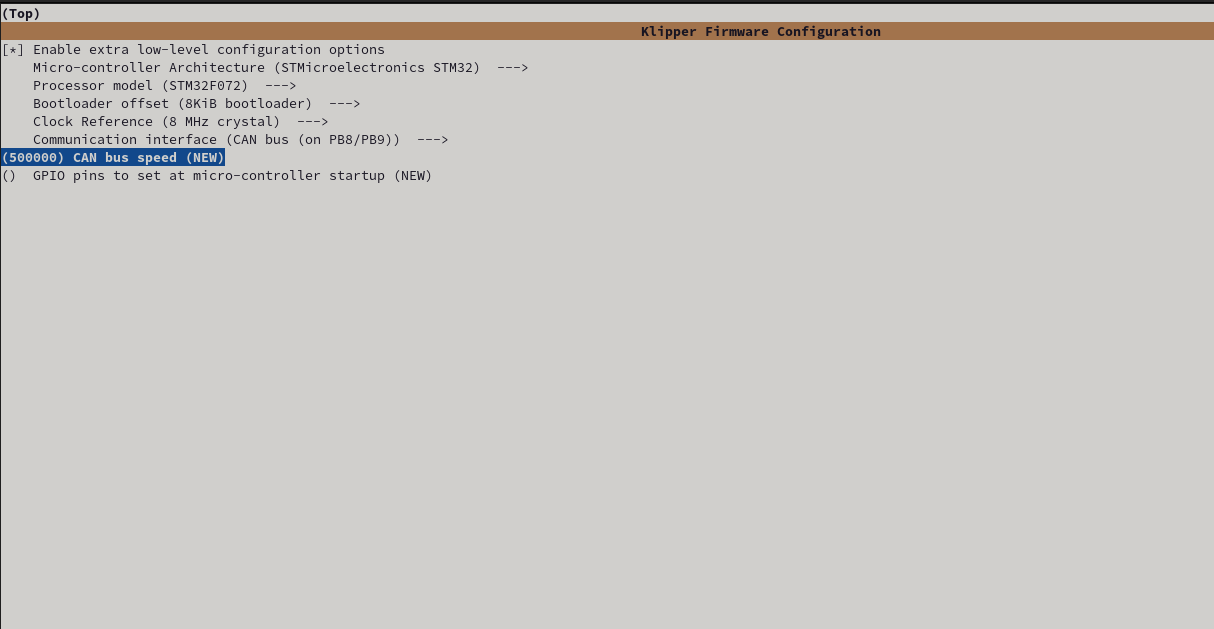 (Top)
Klipper Firmware Configuration
[*] Enable extra low-level configuration options
    Micro-controller Architecture (STMicroelectronics STM32)  --->
    Processor model (STM32F072)  --->
    Bootloader offset (8KiB bootloader)  --->
    Clock Reference (8 MHz crystal)  --->
    Communication interface (CAN bus (on PB8/PB9))  --->
(500000) CAN bus speed (NEW)
()  GPIO pins to set at micro-controller startup (NEW)